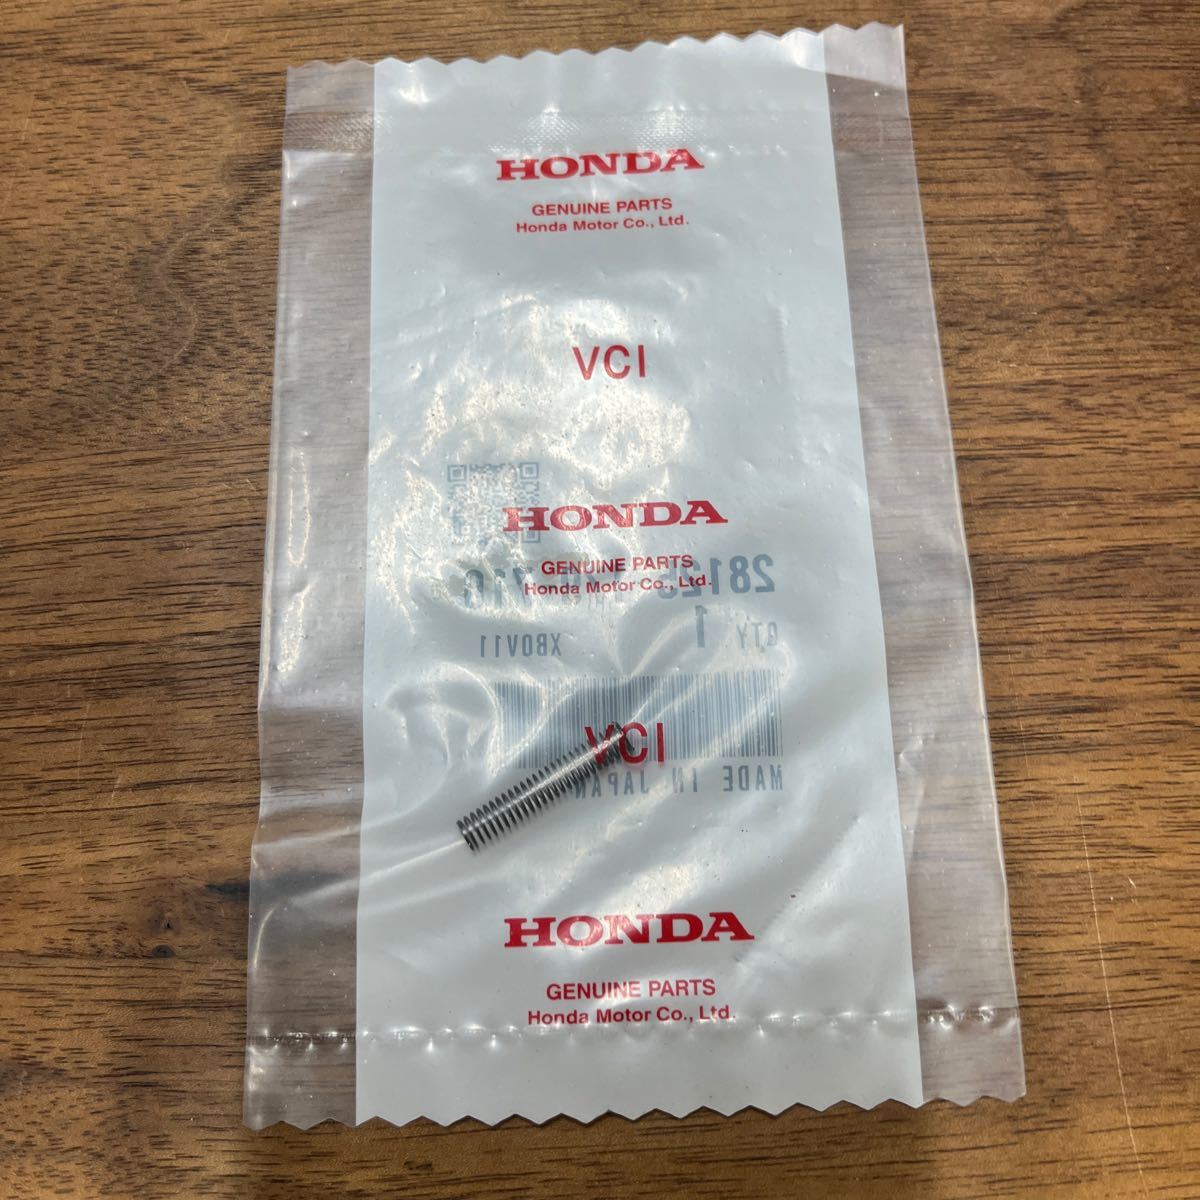 HONDA
GENUINE PARTS
Honda Motor Co., Ltd.
VCI
HONDA
GENUINE PARTS
Honda Motor Co., Ltd.
QTY 1
XBOV11
VCI
MADE IN JAPAN
HONDA
GENUINE PARTS
Honda Motor Co., Ltd.